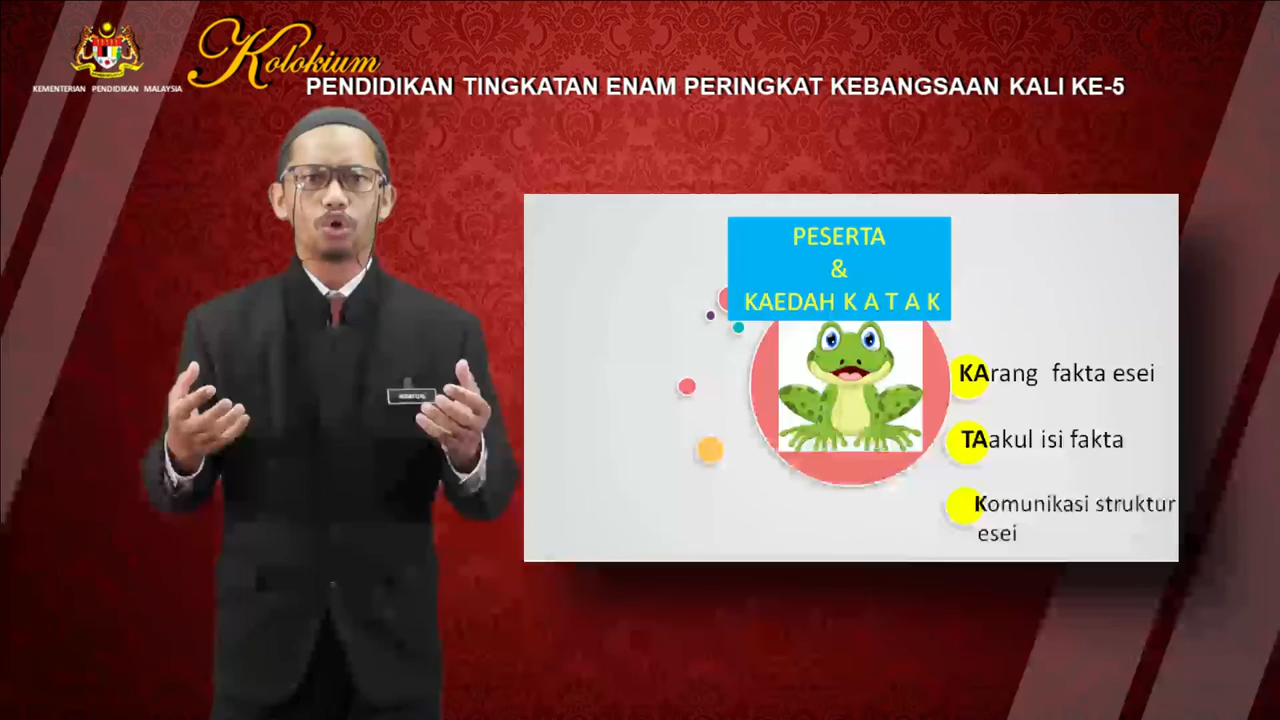 KEMENTERIAN PENDIDIKAN MALAYSIA
Kolokium
PENDIDIKAN TINGKATAN ENAM PERINGKAT KEBANGSAAN KALI KE-5
PESERTA
&
KAEDAH K A T A K
KArang fakta esei
TAakul isi fakta
Komunikasi struktur
esei